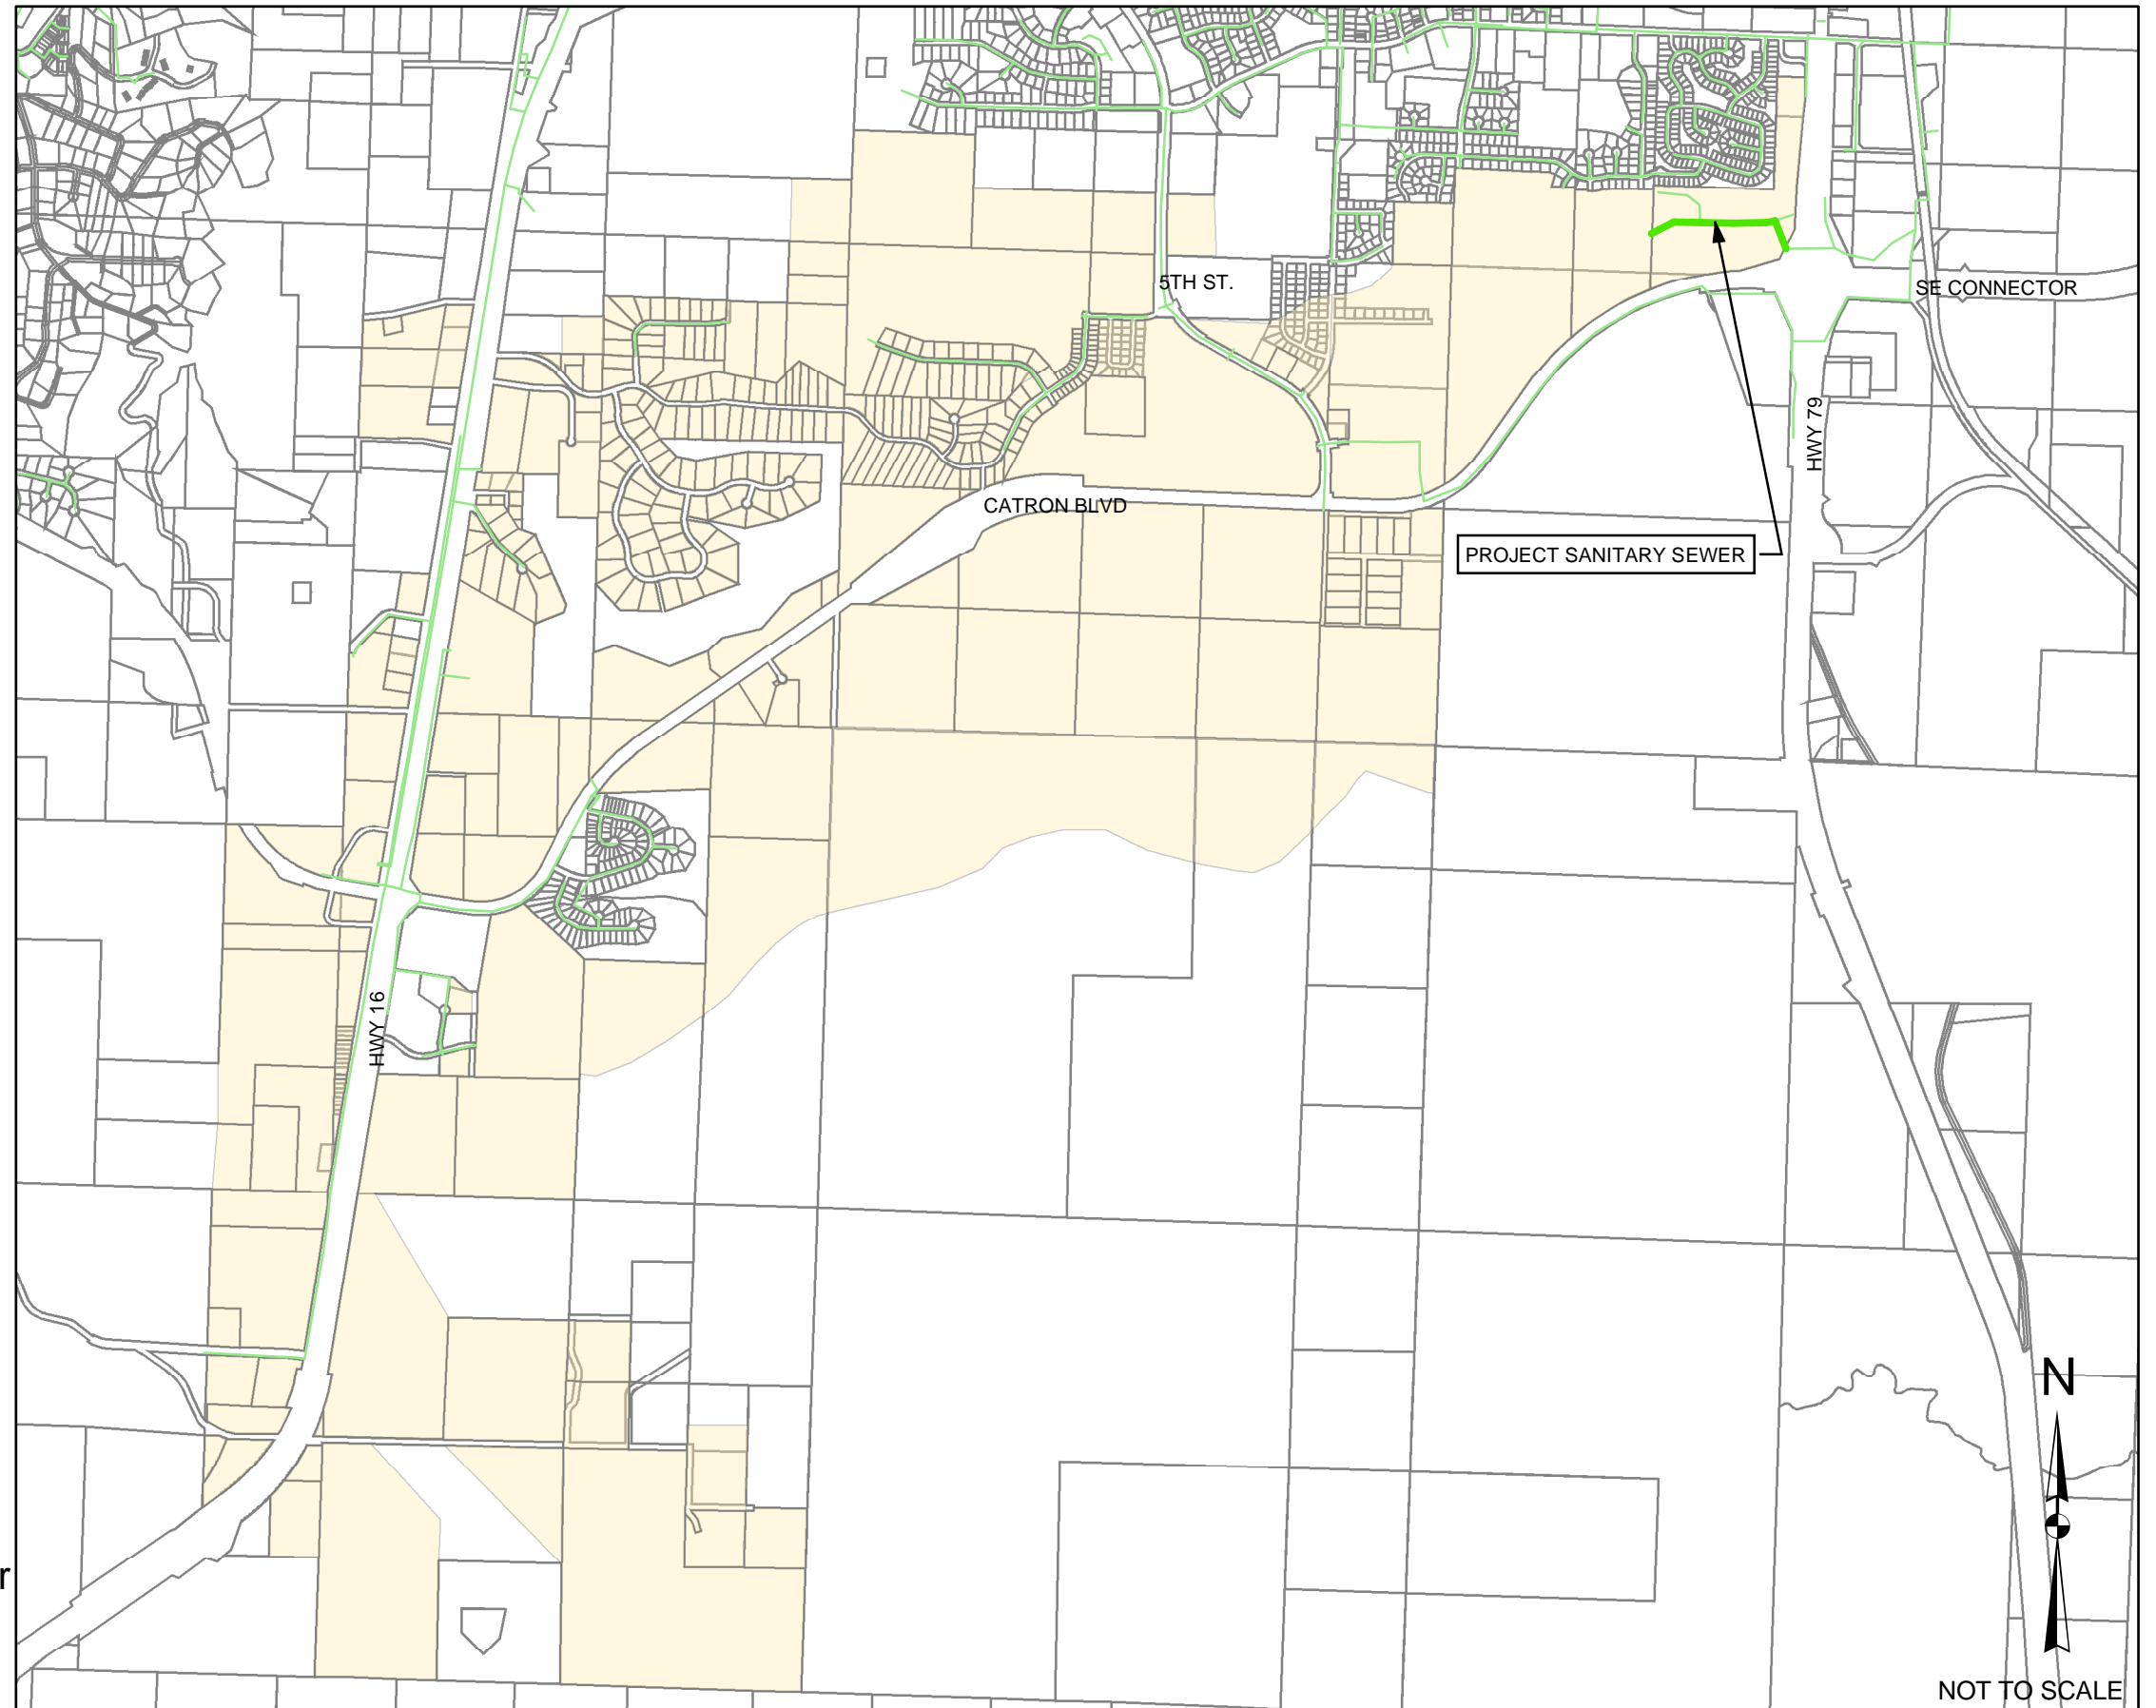 5TH ST.
SE CONNECTOR
HWY 79
CATRON BLVD
PROJECT SANITARY SEWER
HWY 16
N
r
NOT TO SCALE